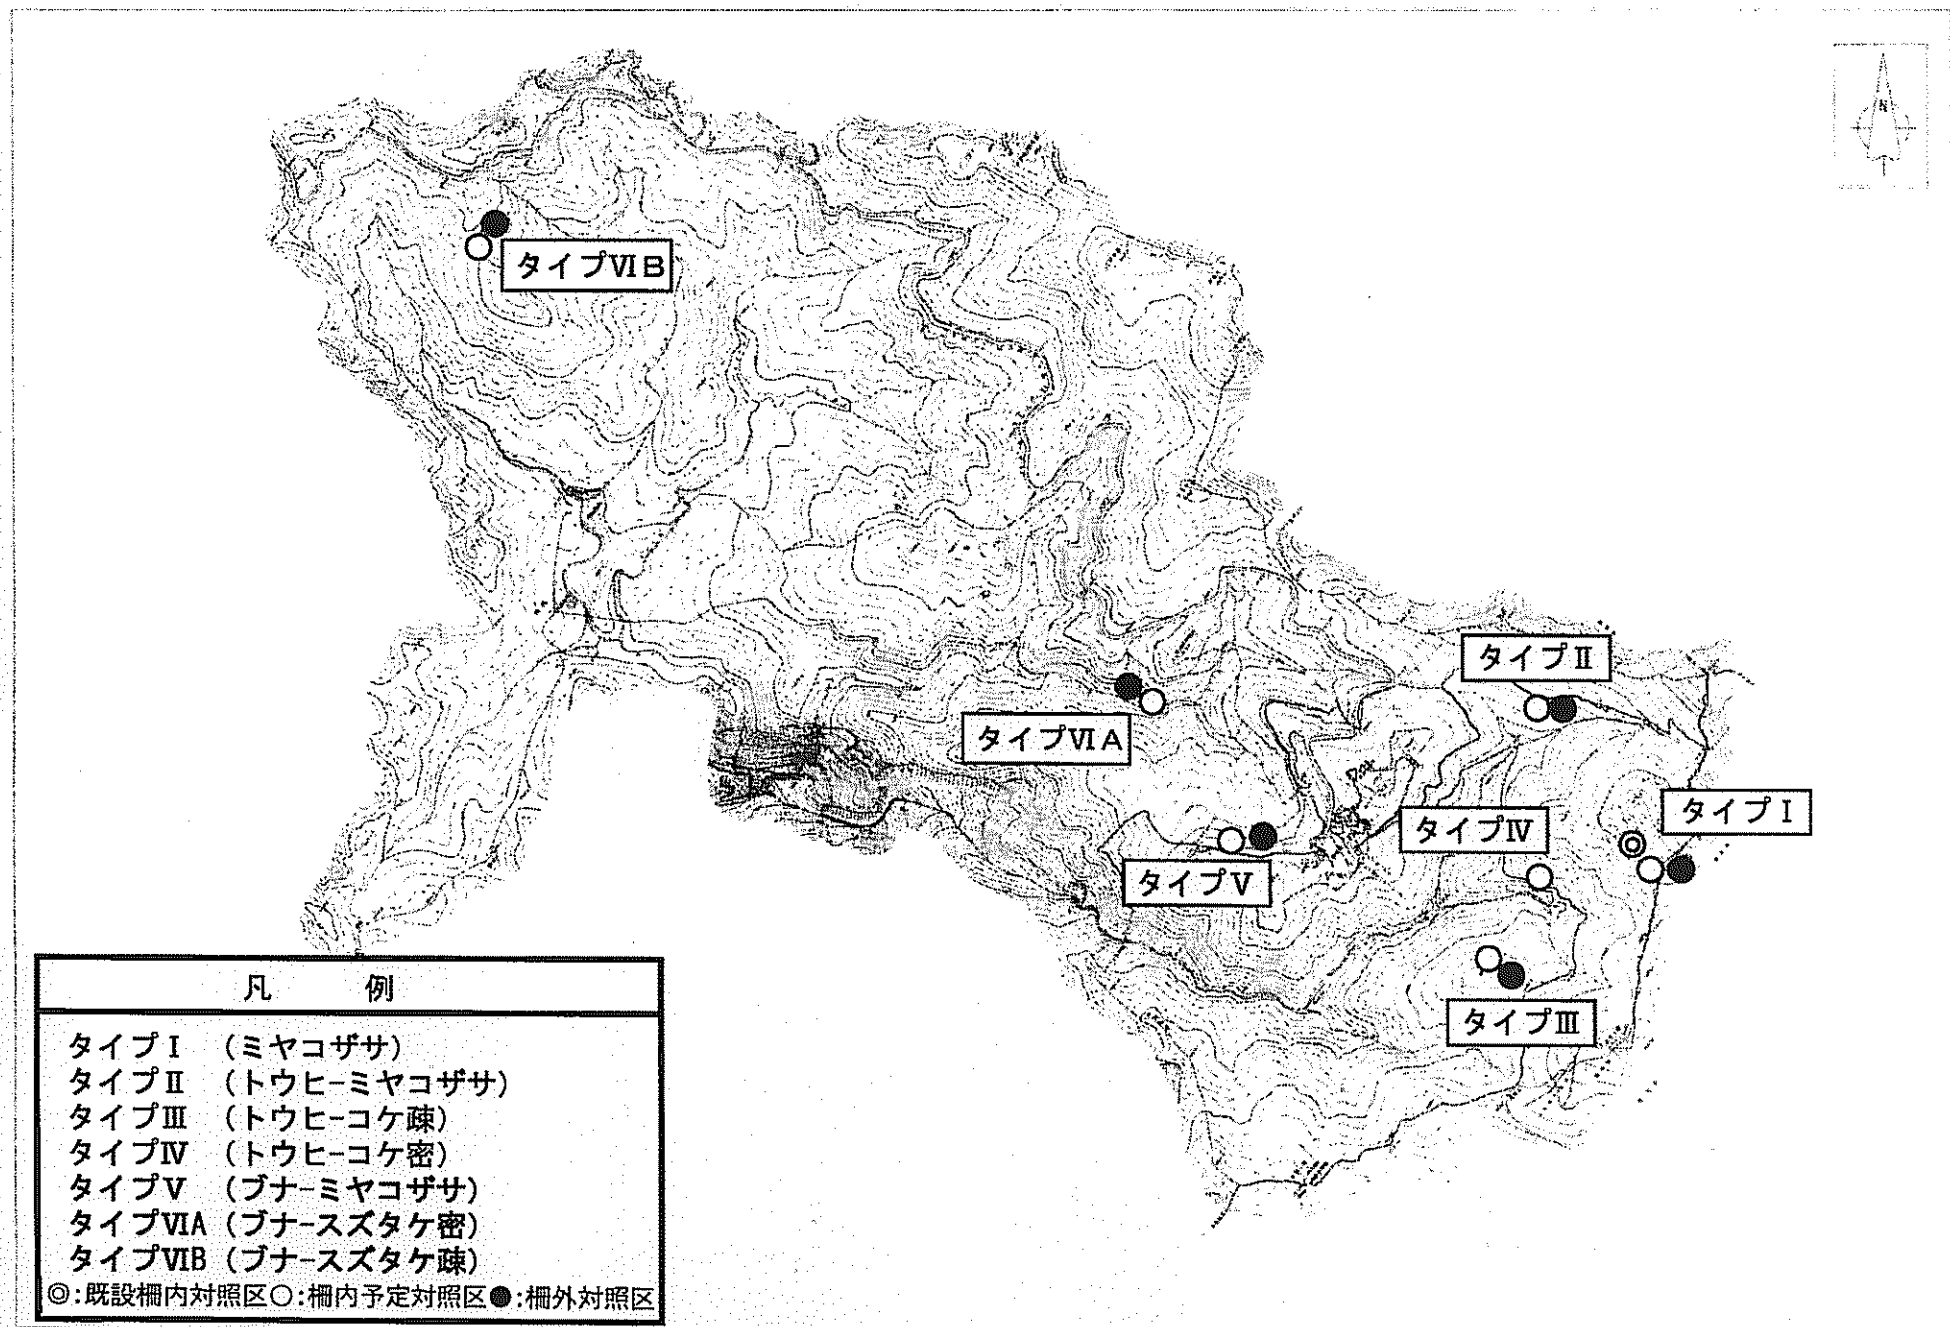 N
タイプⅥB
タイプⅡ
タイプⅥA
タイプⅠ
タイプⅣ
タイプⅤ
タイプⅢ
凡 例
タイプⅠ (ミヤコザサ)
タイプⅡ (トウヒ-ミヤコザサ)
タイプⅢ (トウヒ-コケ疎)
タイプⅣ (トウヒ-コケ密)
タイプⅤ (ブナ-ミヤコザサ)
タイプⅥA (ブナ-スズタケ密)
タイプⅥB (ブナ-スズタケ疎)
◎:既設柵内対照区○:柵内予定対照区●:柵外対照区